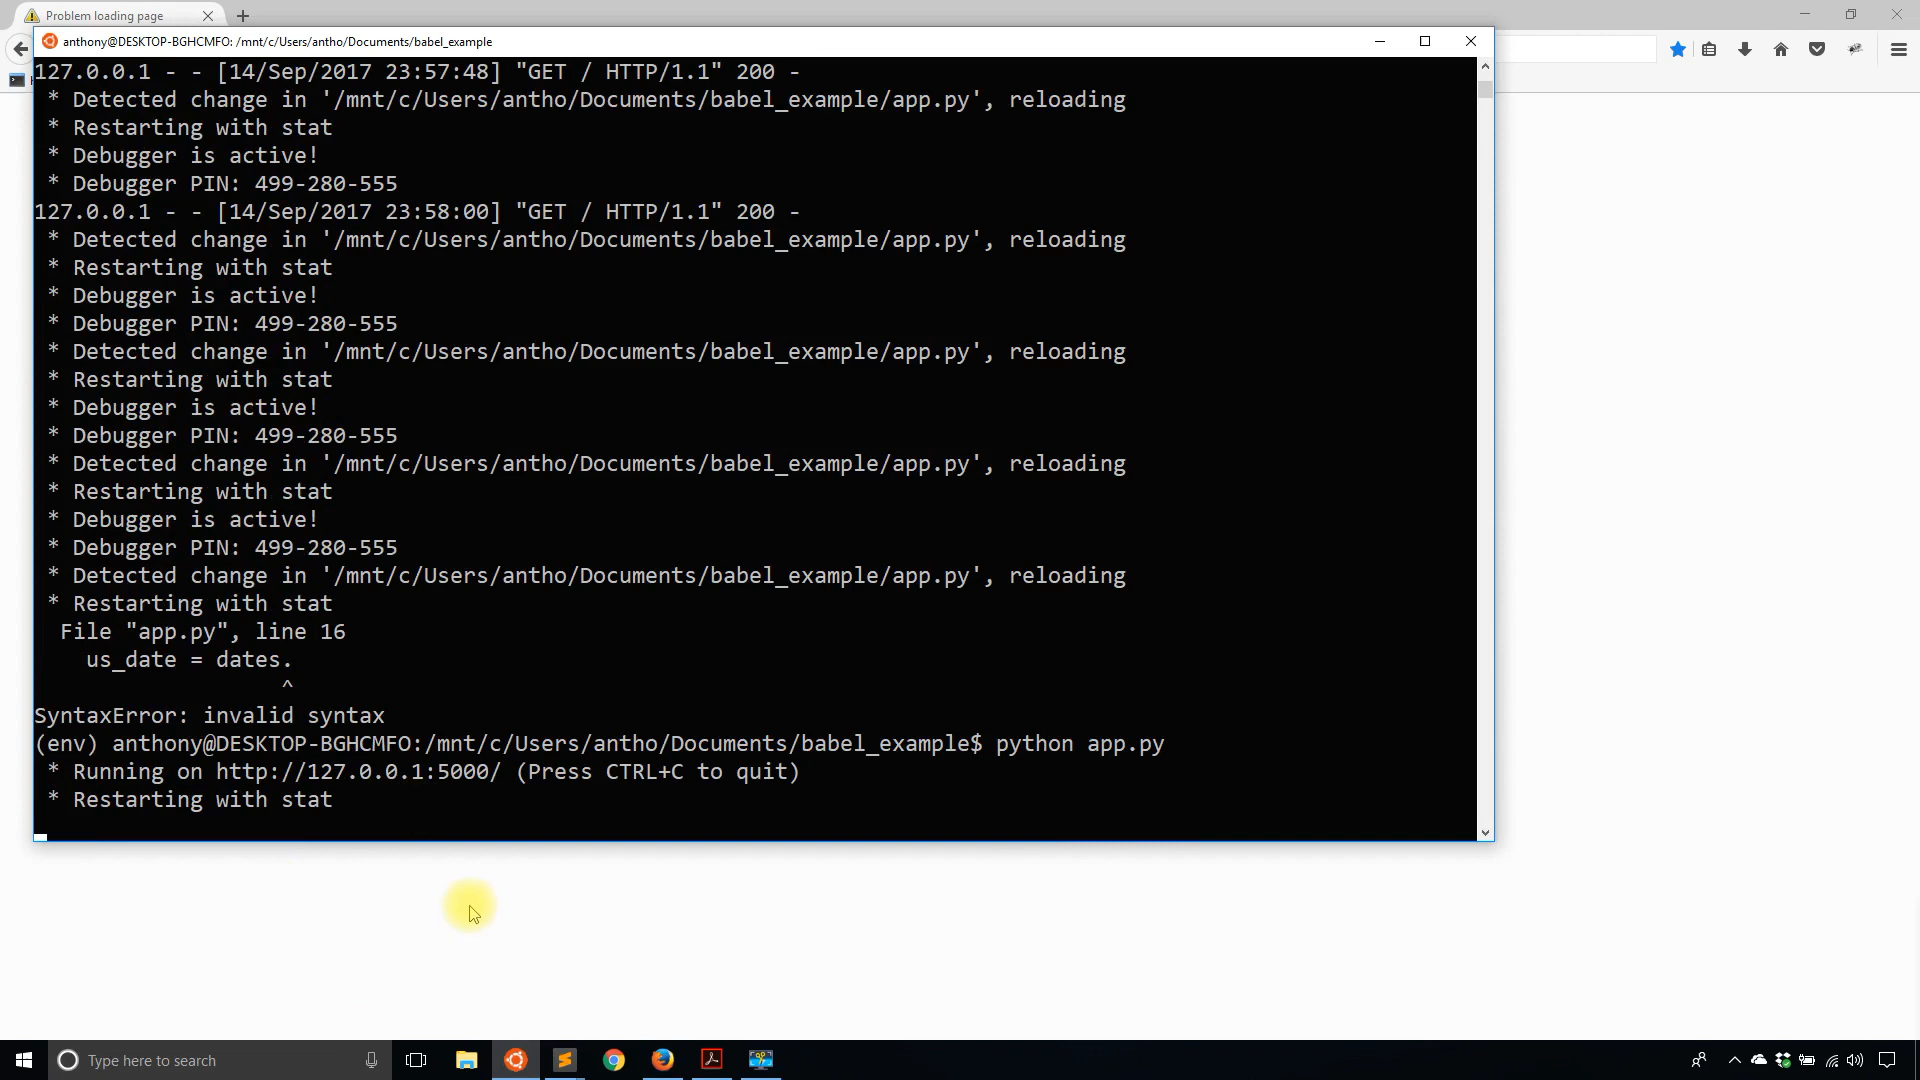 Problem loading page
anthony@DESKTOP-BGHCMFO: /mnt/c/Users/antho/Documents/babel_example
127.0.0.1 - - [14/Sep/2017 23:57:48] "GET / HTTP/1.1" 200 -
* Detected change in '/mnt/c/Users/antho/Documents/babel_example/app.py', reloading
* Restarting with stat
* Debugger is active!
* Debugger PIN: 499-280-555
127.0.0.1 - - [14/Sep/2017 23:58:00] "GET / HTTP/1.1" 200 -
* Detected change in '/mnt/c/Users/antho/Documents/babel_example/app.py', reloading
* Restarting with stat
* Debugger is active!
* Debugger PIN: 499-280-555
* Detected change in '/mnt/c/Users/antho/Documents/babel_example/app.py', reloading
* Restarting with stat
* Debugger is active!
* Debugger PIN: 499-280-555
* Detected change in '/mnt/c/Users/antho/Documents/babel_example/app.py', reloading
* Restarting with stat
* Debugger is active!
* Debugger PIN: 499-280-555
* Detected change in '/mnt/c/Users/antho/Documents/babel_example/app.py', reloading
* Restarting with stat
File "app.py", line 16
us_date = dates.
^
SyntaxError: invalid syntax
(env) anthony@DESKTOP-BGHCMFO:/mnt/c/Users/antho/Documents/babel_example$ python app.py
* Running on http://127.0.0.1:5000/ (Press CTRL+C to quit)
* Restarting with stat
Type here to search